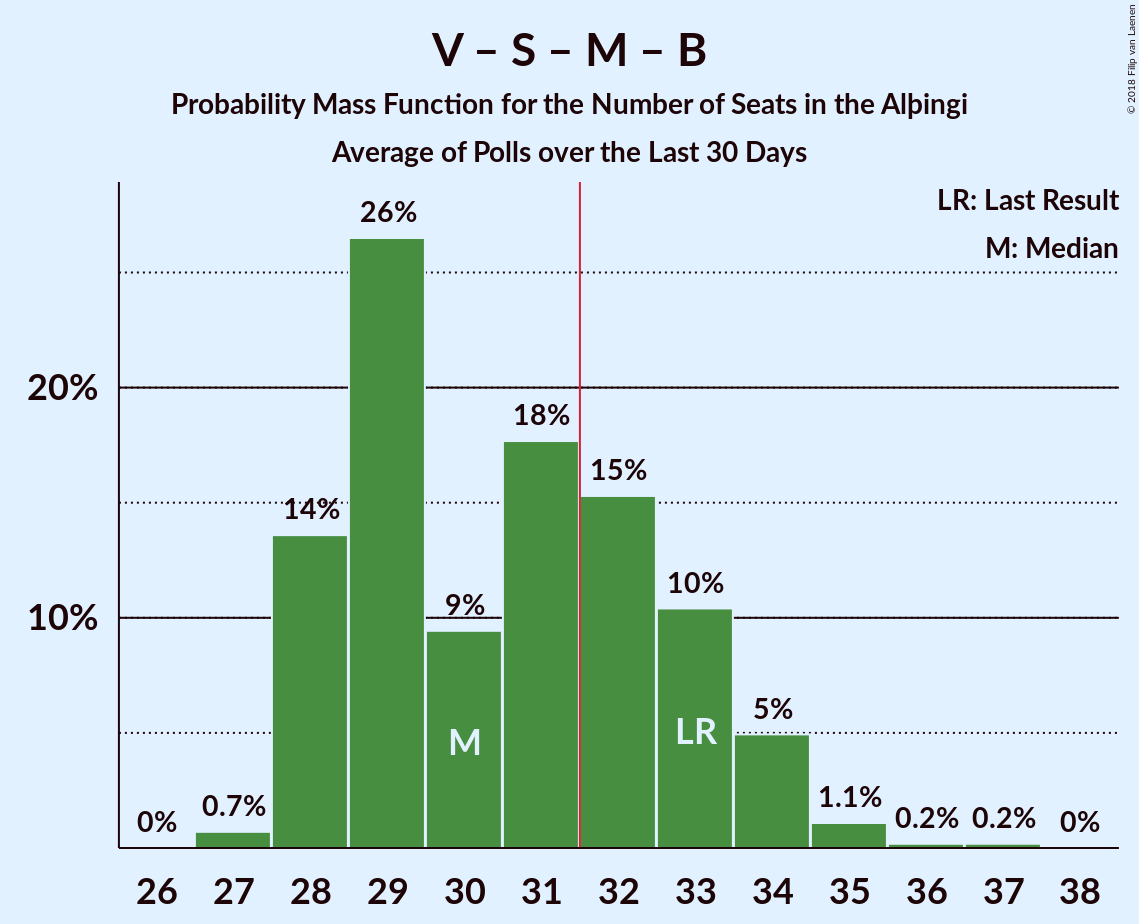 V – S – M – B
Probability Mass Function for the Number of Seats in the Alþingi
Average of Polls over the Last 30 Days
© 2018 Filip van Laenen
LR: Last Result
M: Median
26%
20%
18%
15%
14%
10%
9%
10%
M
LR
5%
0%
0.7%
1.1%
0.2%
0.2%
0%
26 27 28 29 30 31 32 33 34 35 36 37 38